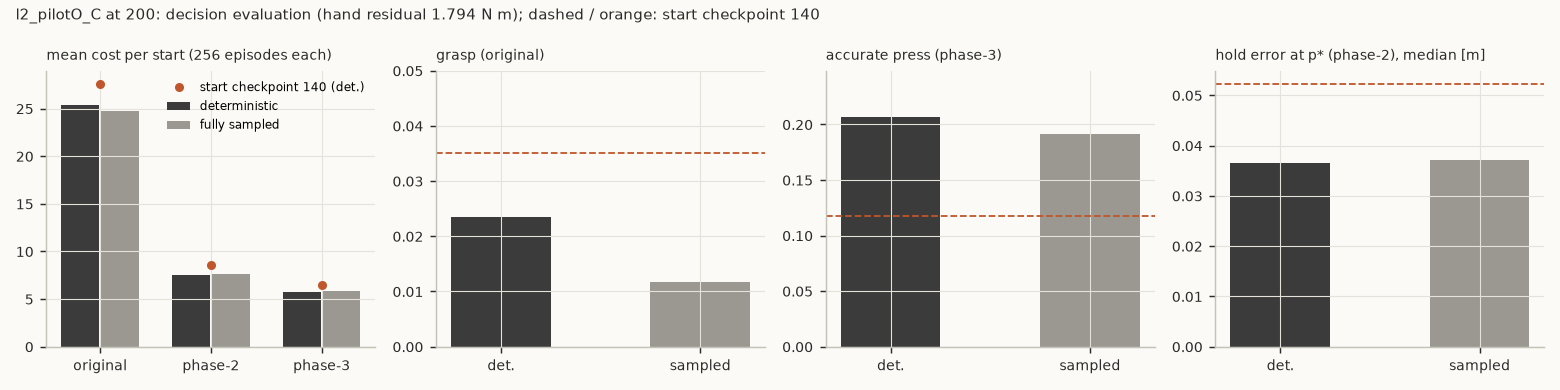 l2_pilotO_C at 200: decision evaluation (hand residual 1.794 N m); dashed / orange: start checkpoint 140
mean cost per start (256 episodes each)
start checkpoint 140 (det.)
deterministic
fully sampled
25
20
15
10
5
0
original phase-2 phase-3
grasp (original)
0.05
0.04
0.03
0.02
0.01
0.00
det. sampled
accurate press (phase-3)
0.20
0.15
0.10
0.05
0.00
det. sampled
hold error at p* (phase-2), median [m]
0.05
0.04
0.03
0.02
0.01
0.00
det. sampled